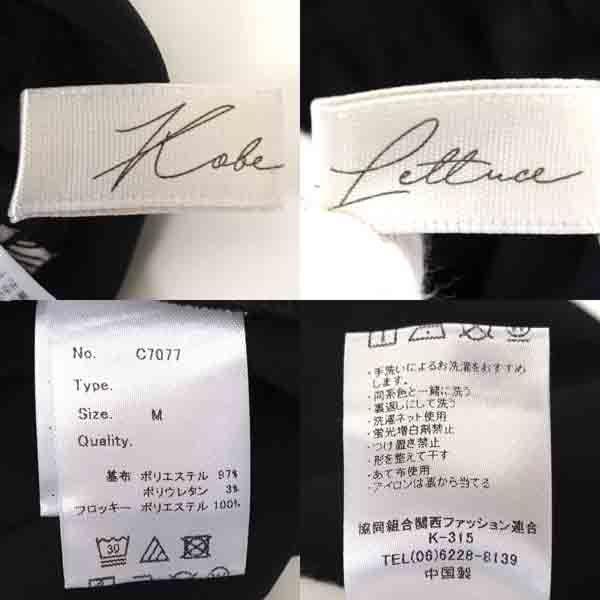 Kobe
Lettuce
No. C7077
Type.
Size. M
Quality.
基布 ポリエステル 97%
ポリウレタン 3%
フロッキー ポリエステル 100%
30
・手洗いによるお洗濯をおすすめ
します。
・同系色と一緒に洗う
・裏返しにして洗う
・洗濯ネット使用
・蛍光増白剤禁止
・つけ置き禁止
・形を整えて干す
・あて布使用
・アイロンは裏から当てる
協同組合関西ファッション連合
K-315
TEL(06)6228-8139
中国製